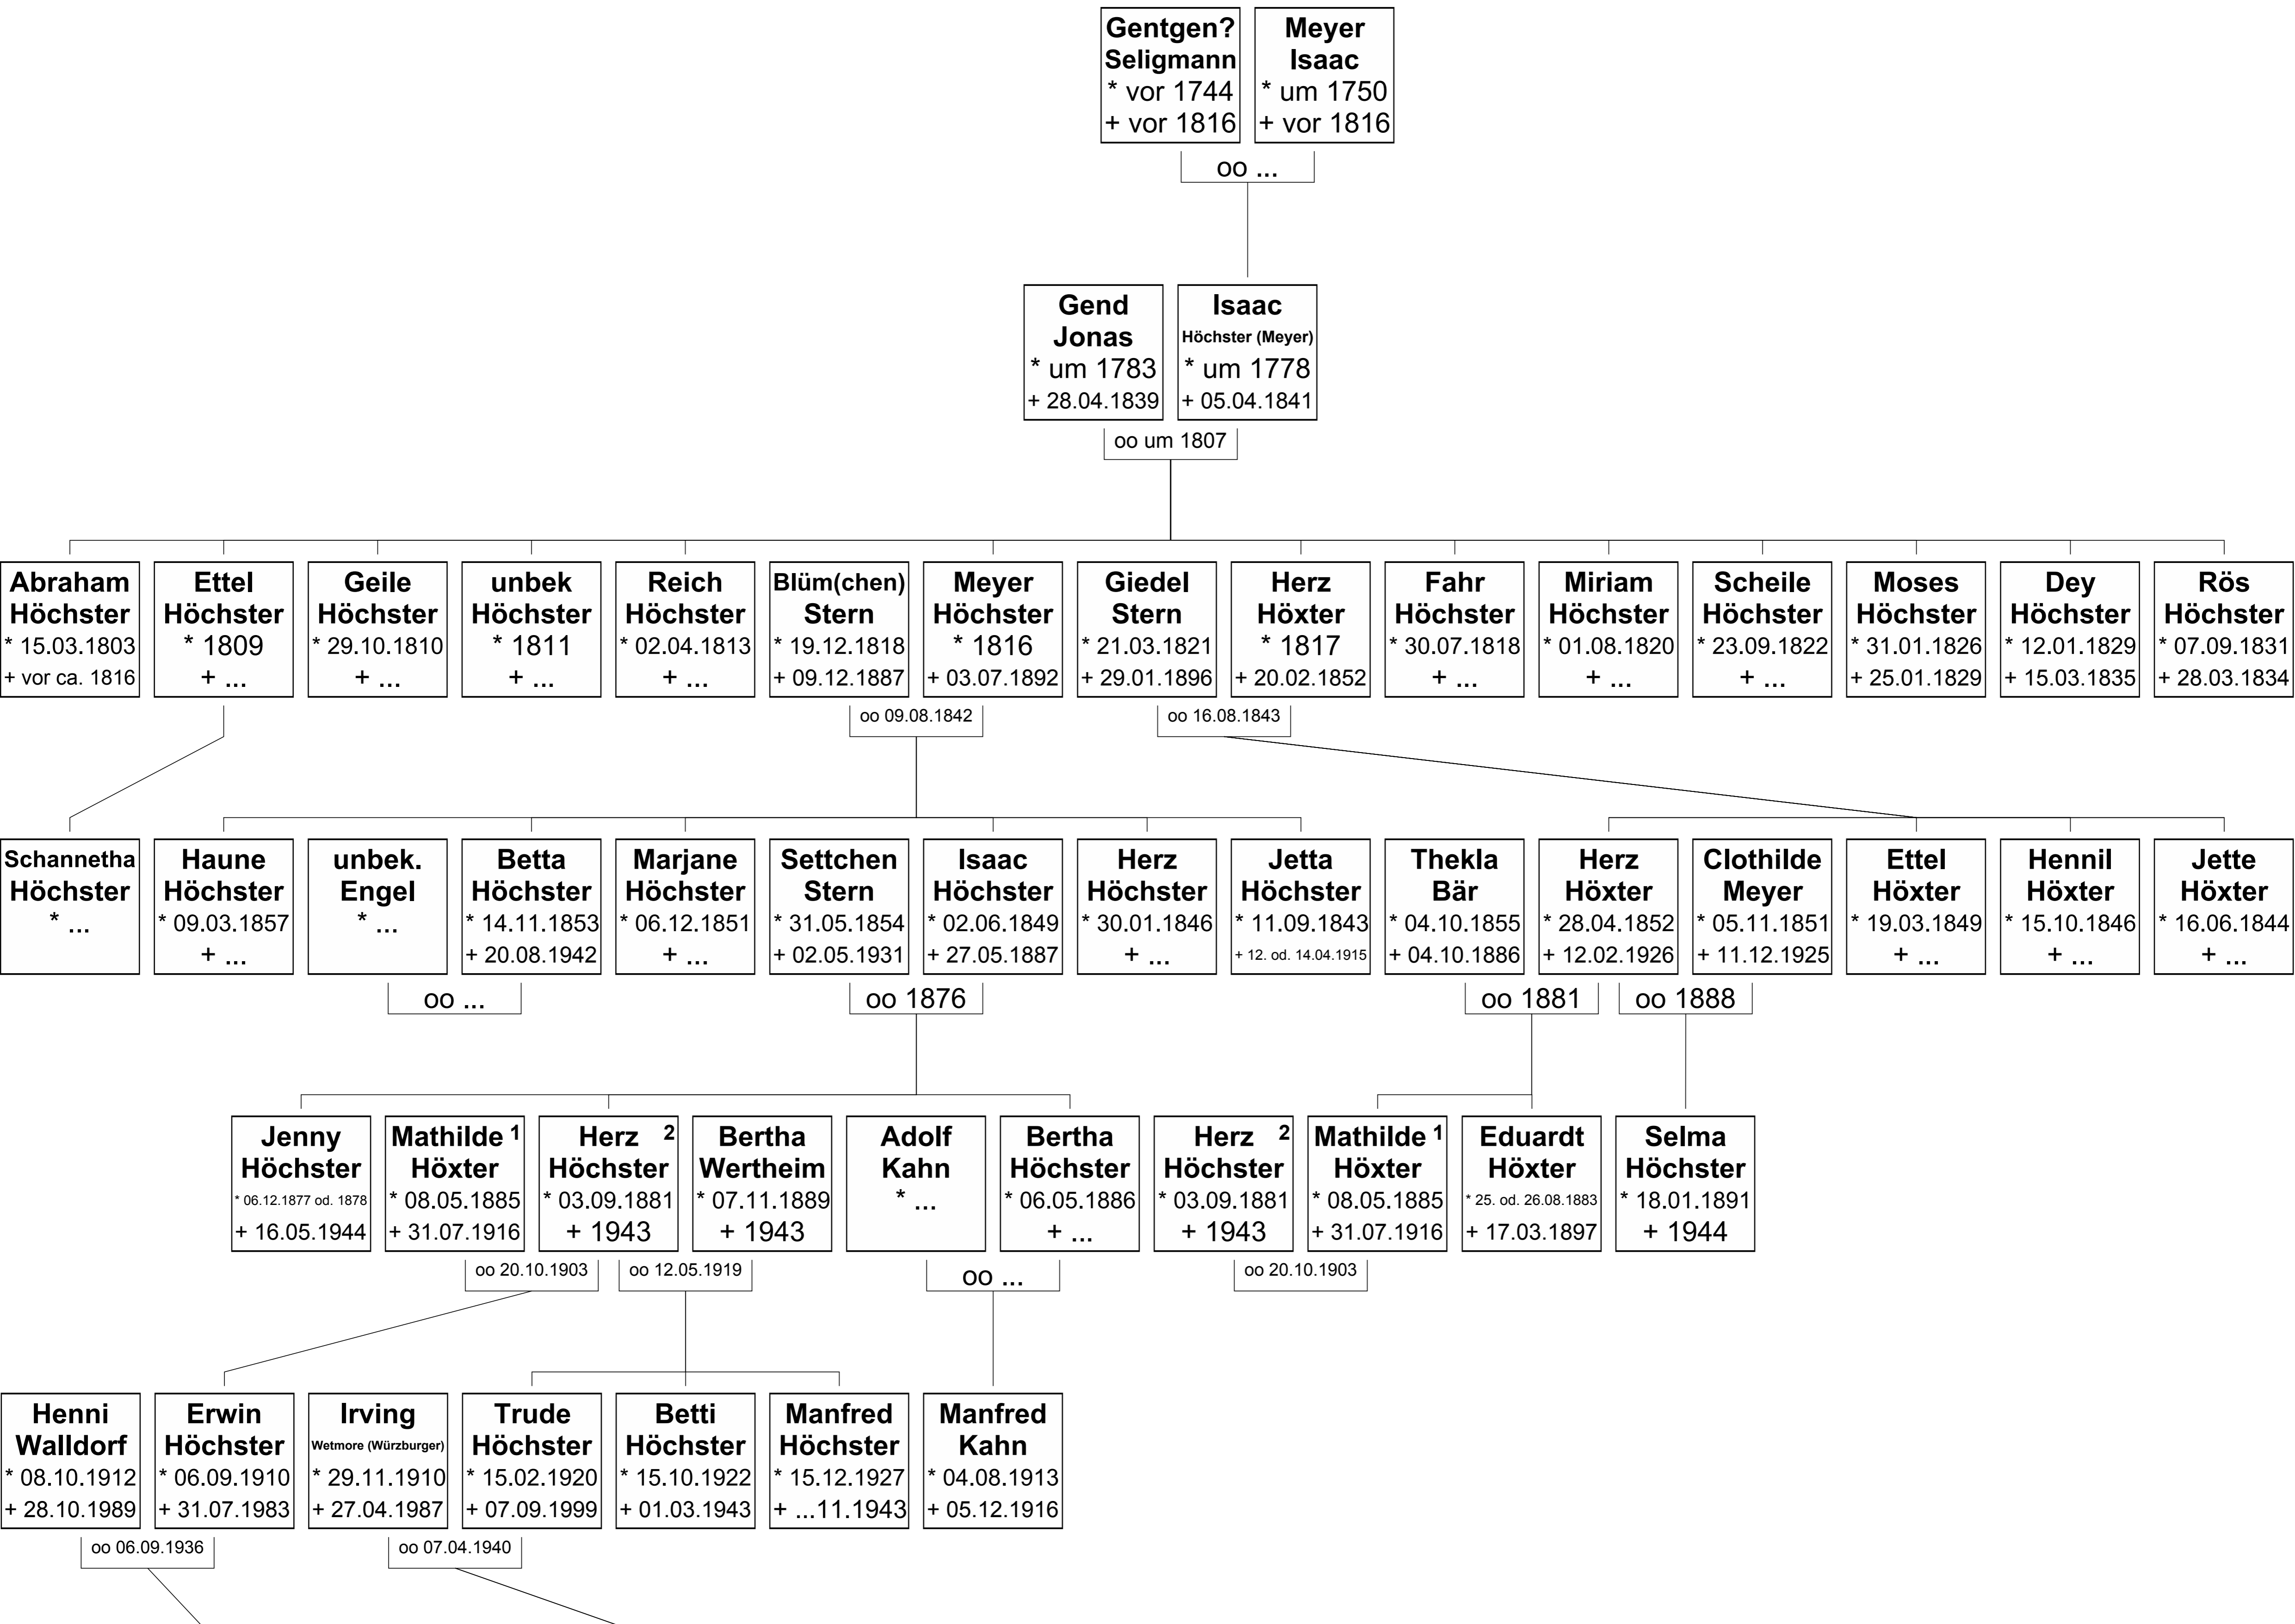 Gentgen?
Seligmann
* vor 1744
+ vor 1816
Meyer
Isaac
* um 1750
+ vor 1816
oo ...
Gend
Jonas
* um 1783
+ 28.04.1839
Isaac
Höchster (Meyer)
* um 1778
+ 05.04.1841
oo um 1807
Abraham
Höchster
* 15.03.1803
+ vor ca. 1816
Ettel
Höchster
* 1809
+ ...
Geile
Höchster
* 29.10.1810
+ ...
unbek
Höchster
* 1811
+ ...
Reich
Höchster
* 02.04.1813
+ ...
Blüm(chen)
Stern
* 19.12.1818
+ 09.12.1887
Meyer
Höchster
* 1816
+ 03.07.1892
Giedel
Stern
* 21.03.1821
+ 29.01.1896
Herz
Höxter
* 1817
+ 20.02.1852
Fahr
Höchster
* 30.07.1818
+ ...
Miriam
Höchster
* 01.08.1820
+ ...
Scheile
Höchster
* 23.09.1822
+ ...
Moses
Höchster
* 31.01.1826
+ 25.01.1829
Dey
Höchster
* 12.01.1829
+ 15.03.1835
Rös
Höchster
* 07.09.1831
+ 28.03.1834
oo 09.08.1842
oo 16.08.1843
Schannetha
Höchster
* ...
Haune
Höchster
* 09.03.1857
+ ...
unbek.
Engel
* ...
Betta
Höchster
* 14.11.1853
+ 20.08.1942
Marjane
Höchster
* 06.12.1851
+ ...
Settchen
Stern
* 31.05.1854
+ 02.05.1931
Isaac
Höchster
* 02.06.1849
+ 27.05.1887
Herz
Höchster
* 30.01.1846
+ ...
Jetta
Höchster
* 11.09.1843
+ 12. od. 14.04.1915
Thekla
Bär
* 04.10.1855
+ 04.10.1886
Herz
Höxter
* 28.04.1852
+ 12.02.1926
Clothilde
Meyer
* 05.11.1851
+ 11.12.1925
Ettel
Höxter
* 19.03.1849
+ ...
Hennil
Höxter
* 15.10.1846
+ ...
Jette
Höxter
* 16.06.1844
+ ...
oo ...
oo 1876
oo 1881
oo 1888
Jenny
Höchster
* 06.12.1877 od. 1878
+ 16.05.1944
Mathilde 1
Höxter
* 08.05.1885
+ 31.07.1916
Herz 2
Höchster
* 03.09.1881
+ 1943
Bertha
Wertheim
* 07.11.1889
+ 1943
Adolf
Kahn
* ...
Bertha
Höchster
* 06.05.1886
+ ...
Herz 2
Höchster
* 03.09.1881
+ 1943
Mathilde 1
Höxter
* 08.05.1885
+ 31.07.1916
Eduardt
Höxter
* 25. od. 26.08.1883
+ 17.03.1897
Selma
Höchster
* 18.01.1891
+ 1944
oo 20.10.1903
oo 12.05.1919
oo ...
oo 20.10.1903
Henni
Walldorf
* 08.10.1912
+ 28.10.1989
Erwin
Höchster
* 06.09.1910
+ 31.07.1983
Irving
Wetmore (Würzburger)
* 29.11.1910
+ 27.04.1987
Trude
Höchster
* 15.02.1920
+ 07.09.1999
Betti
Höchster
* 15.10.1922
+ 01.03.1943
Manfred
Höchster
* 15.12.1927
+ ...11.1943
Manfred
Kahn
* 04.08.1913
+ 05.12.1916
oo 06.09.1936
oo 07.04.1940